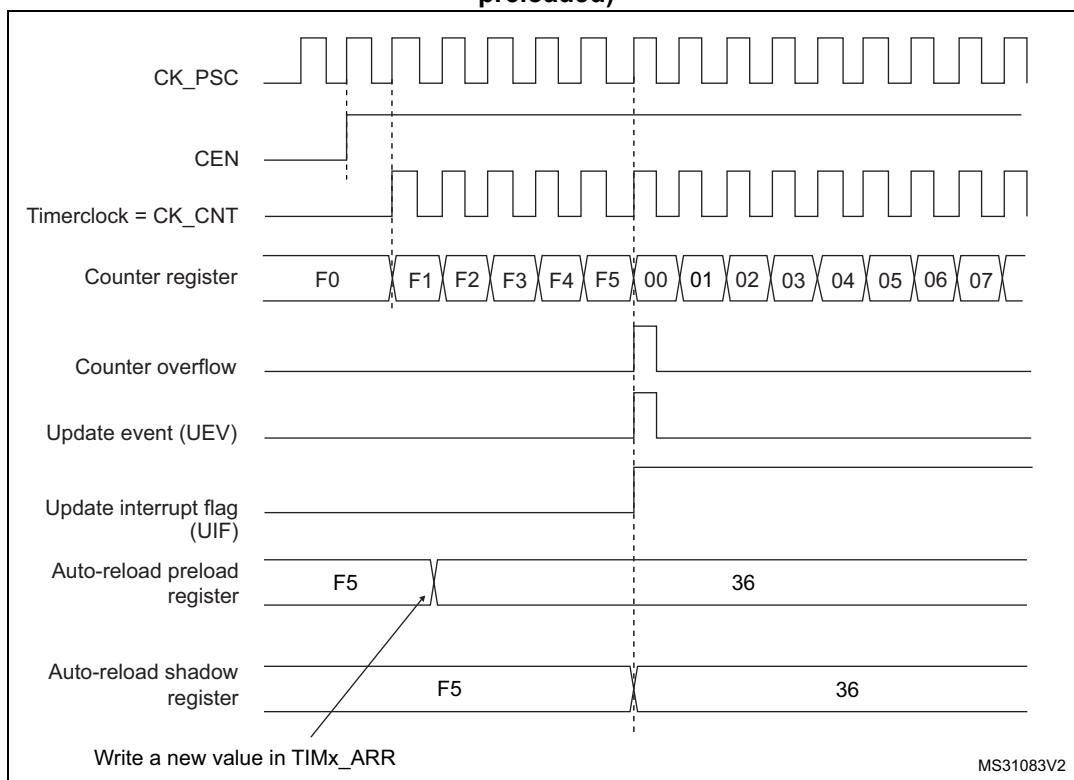 preloaded)
CK_PSC
CEN
Timerclock = CK_CNT
Counter register
F0 F1 F2 F3 F4 F5 00 01 02 03 04 05 06 07
Counter overflow
Update event (UEV)
Update interrupt flag
(UIF)
Auto-reload preload
register
F5 36
Auto-reload shadow
register
F5 36
Write a new value in TIMx_ARR
MS31083V2